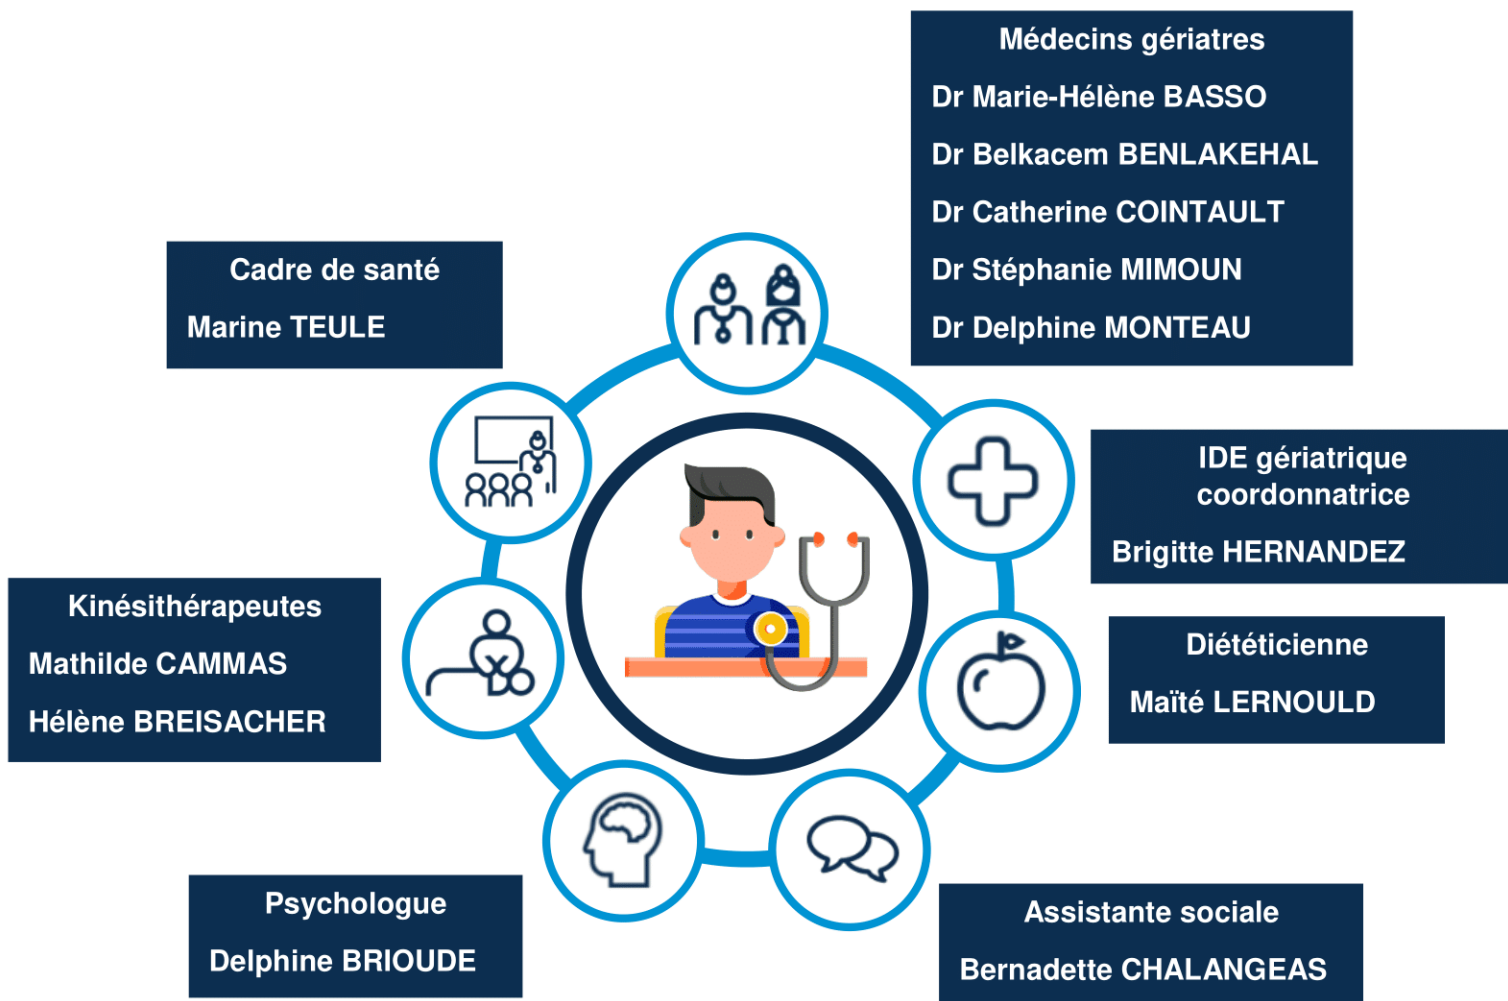 Médecins gériatres
Dr Marie-Hélène BASSO
Dr Belkacem BENLAKEHAL
Dr Catherine COINTAULT
Dr Stéphanie MIMOUN
Dr Delphine MONTEAU
Cadre de santé
Marine TEULE
IDE gériatrique
coordonnatrice
Brigitte HERNANDEZ
Kinésithérapeutes
Mathilde CAMMAS
Hélène BREISACHER
Diététicienne
Maïté LERNOULD
Psychologue
Delphine BRIOUDE
Assistante sociale
Bernadette CHALANGEAS